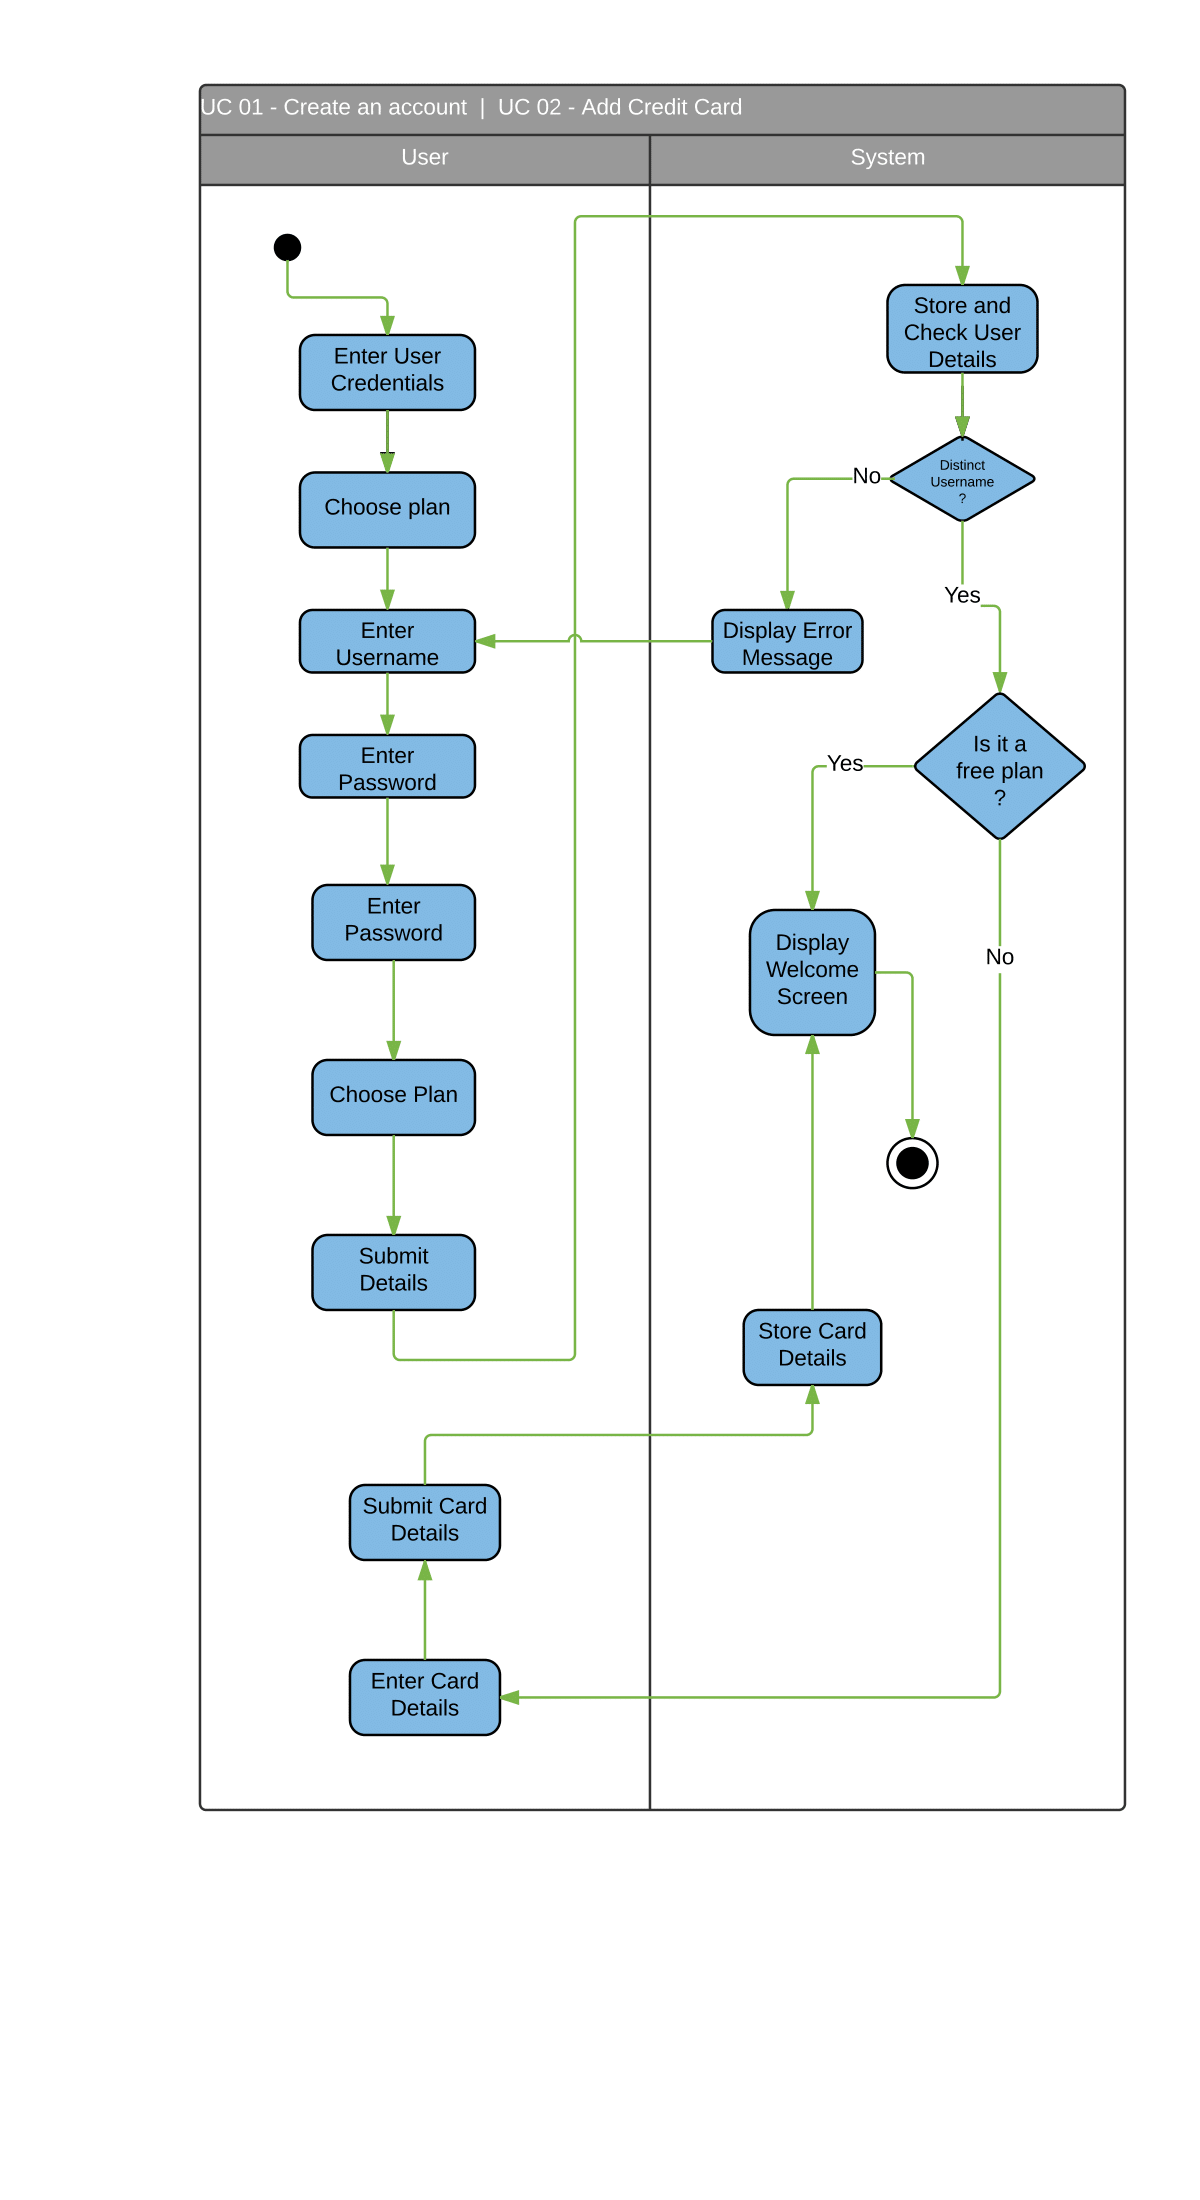 UC 01 - Create an account  |  UC 02 - Add Credit Card
User
System
Enter User
Credentials
Choose plan
Enter
Username
Enter
Password
Enter
Password
Choose Plan
Submit
Details
Submit Card
Details
Enter Card
Details
Store and
Check User
Details
Distinct
Username
?
No
Yes
Display Error
Message
Is it a
free plan
?
Yes
No
Display
Welcome
Screen
Store Card
Details